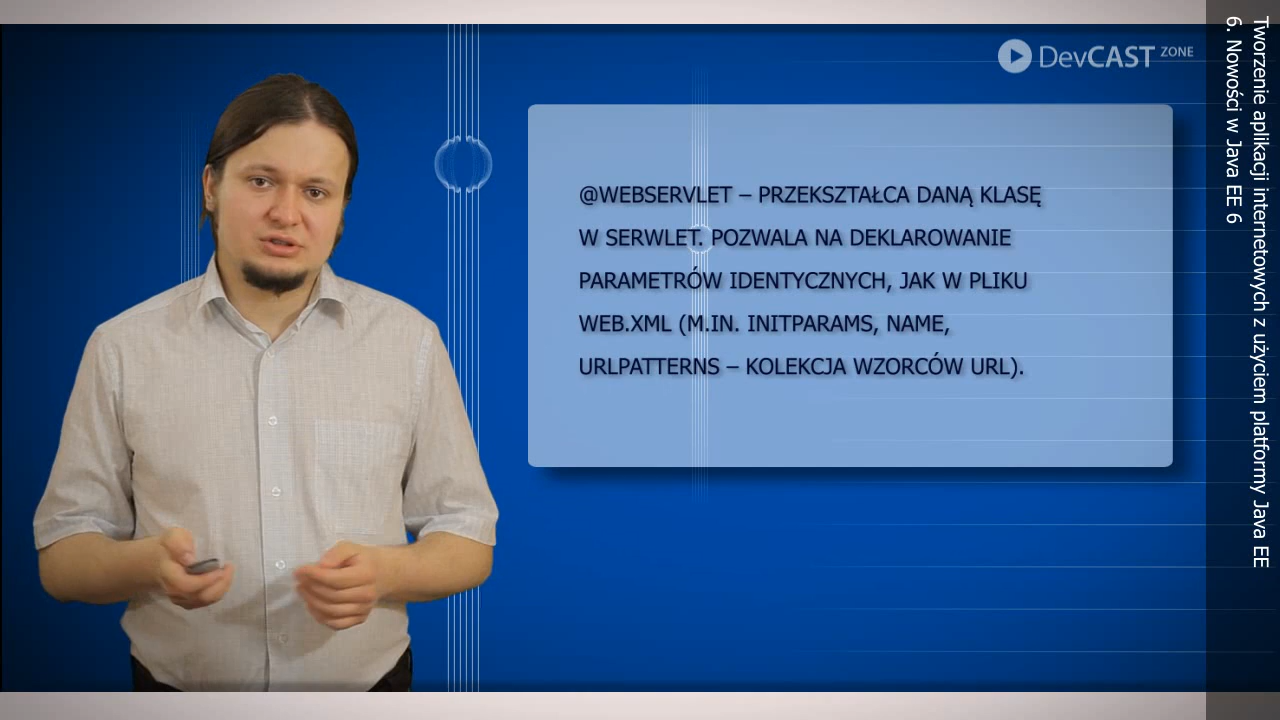 DevCAST ZONE
@WEBSERVLET – PRZEKSZTAŁCA DANĄ KLASĘ
W SERWLET. POZWALA NA DEKLAROWANIE
PARAMETRÓW IDENTYCZNYCH, JAK W PLIKU
WEB.XML (M.IN. INITPARAMS, NAME,
URLPATTERNS – KOLEKCJA WZORCÓW URL).
Tworzenie aplikacji internetowych z użyciem platformy Java EE
6. Nowości w Java EE 6